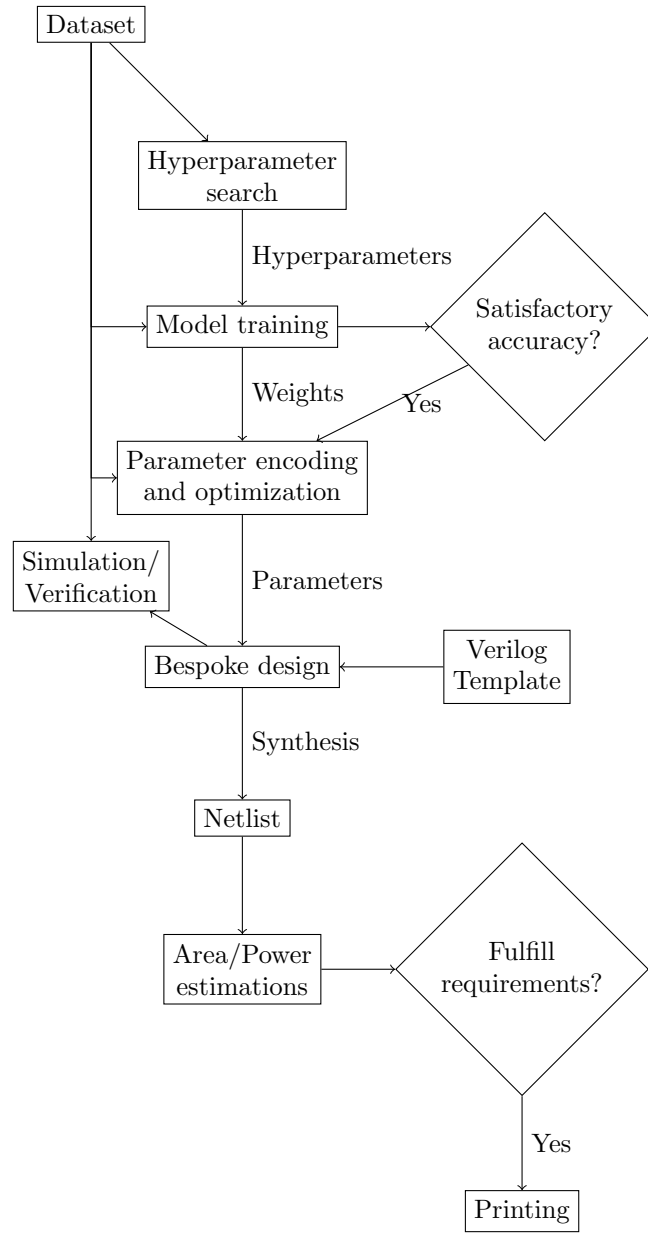 Dataset
Hyperparameter
search
Hyperparameters
Model training
Satisfactory
accuracy?
Weights
Yes
Parameter encoding
and optimization
Simulation/
Verification
Parameters
Bespoke design
Verilog
Template
Synthesis
Netlist
Area/Power
estimations
Fulfill
requirements?
Yes
Printing